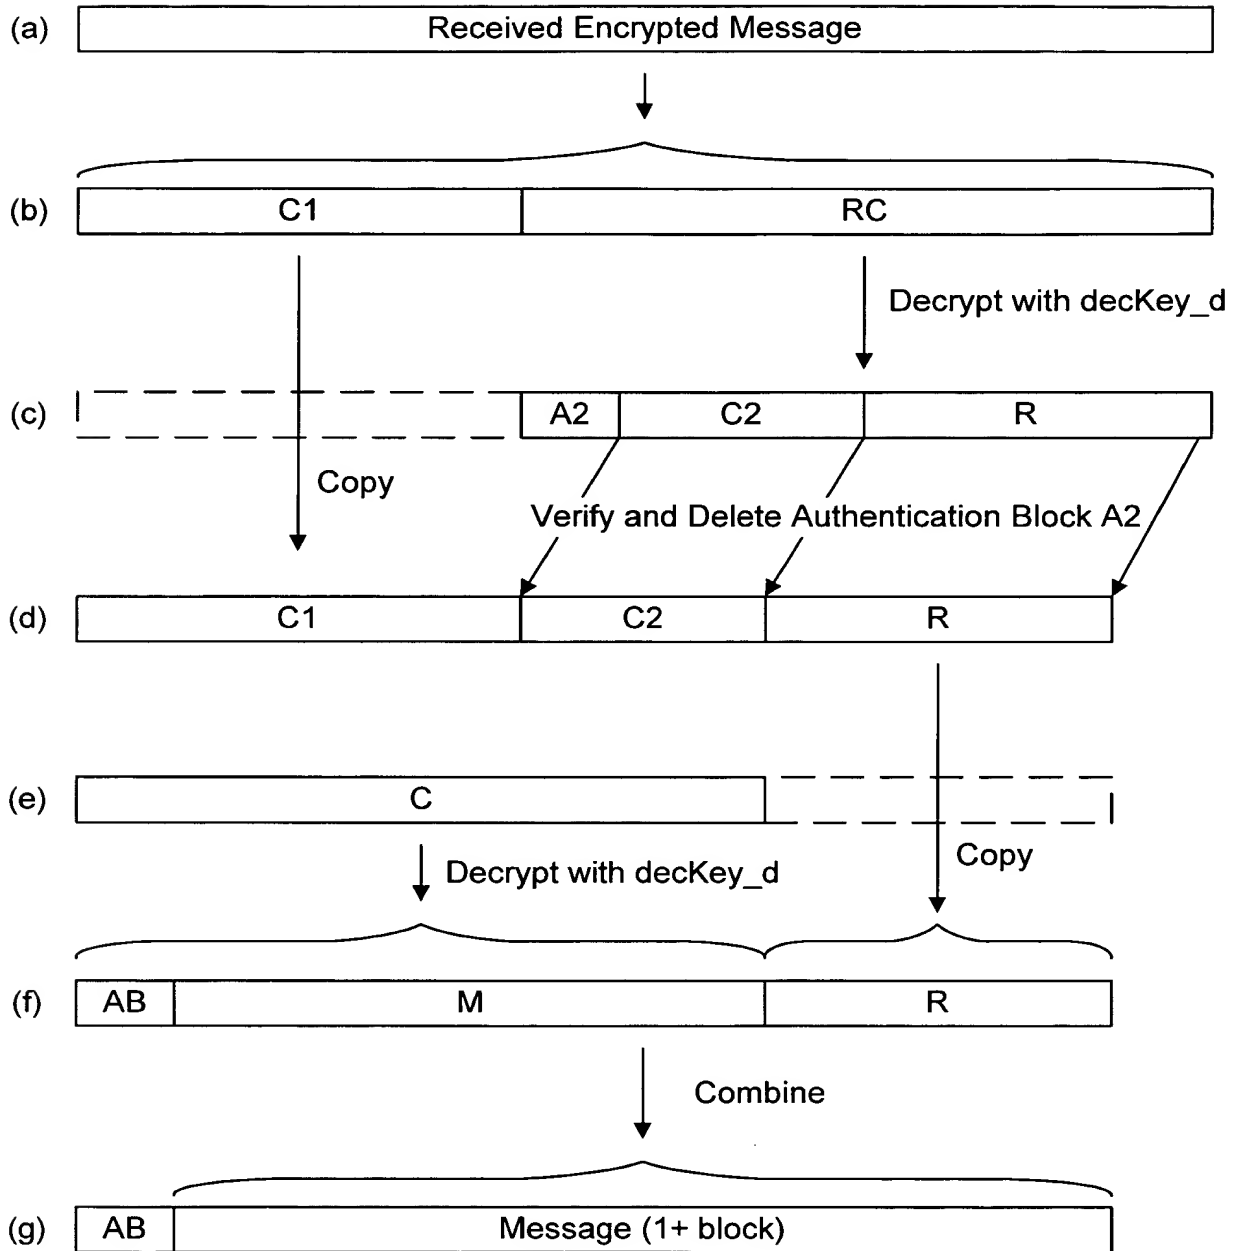 (a) Received Encrypted Message
(b) C1 RC
Decrypt with decKey_d
(c) A2 C2 R
Copy
Verify and Delete Authentication Block A2
(d) C1 C2 R
(e) C
Copy
Decrypt with decKey_d
(f) AB M R
Combine
(g) AB Message (1+ block)